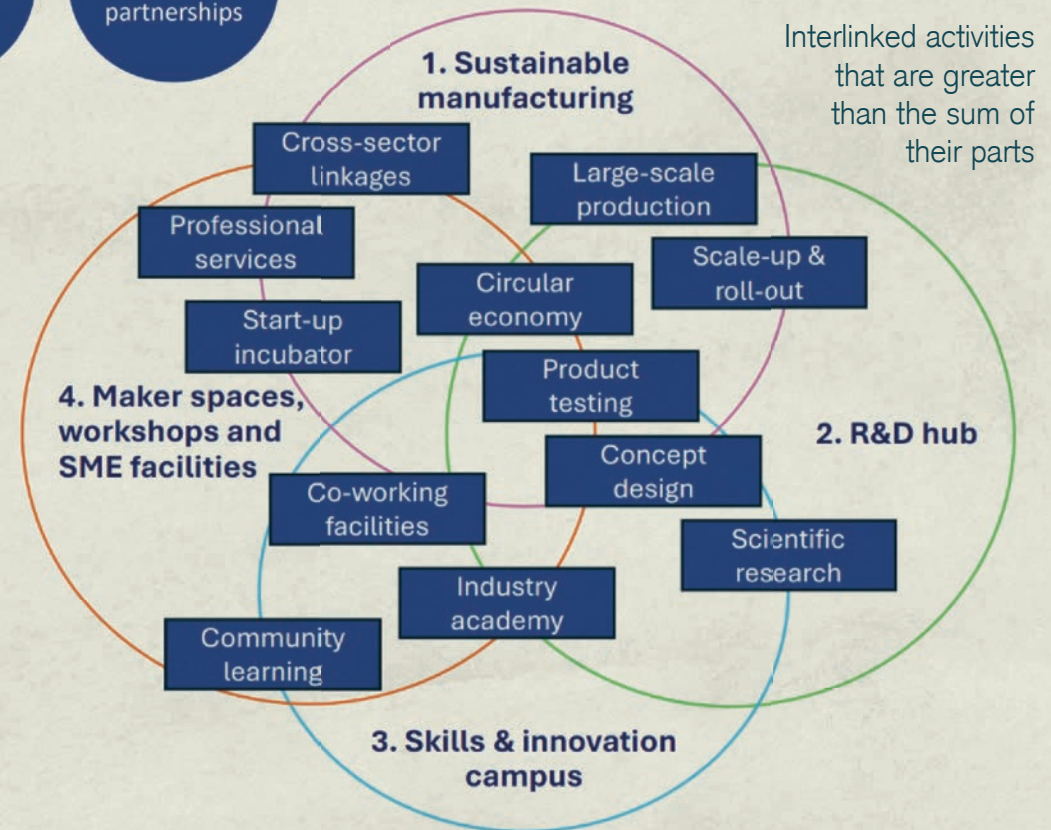 partnerships
Interlinked activities
that are greater
than the sum of
their parts
1. Sustainable
manufacturing
Cross-sector
linkages
Large-scale
production
Professional
services
Scale-up &
roll-out
Circular
economy
Start-up
incubator
Product
testing
4. Maker spaces,
workshops and
SME facilities
2. R&D hub
Concept
design
Co-working
facilities
Scientific
research
Industry
academy
Community
learning
3. Skills & innovation
campus